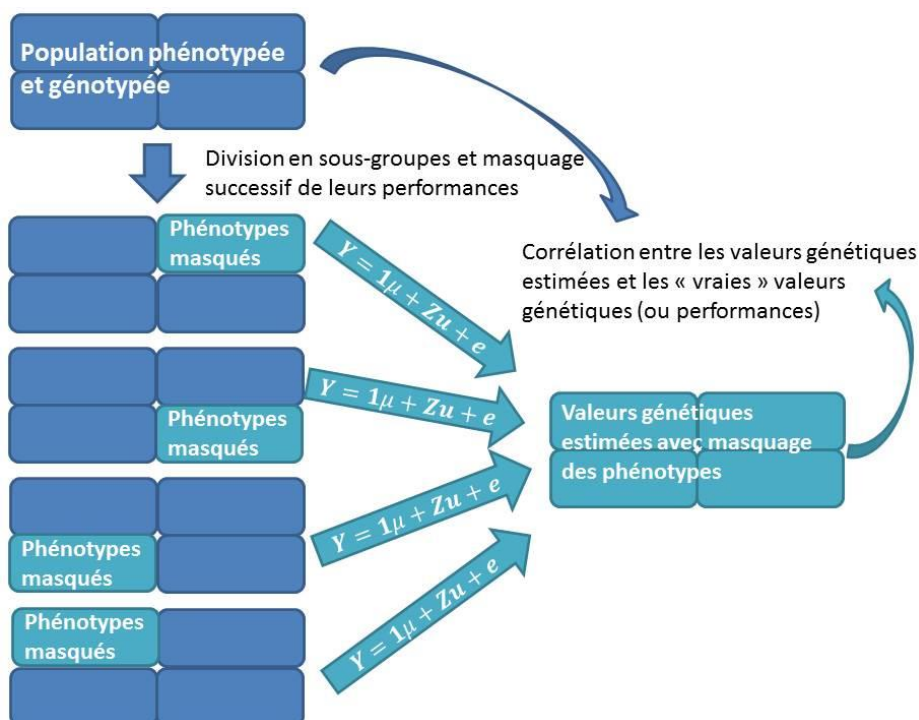 Population phénotypée
et génotypée
Division en sous-groupes et masquage
successif de leurs performances
Phénotypes
masqués
Y = 1μ + Zu + e
Corrélation entre les valeurs génétiques
estimées et les « vraies » valeurs
génétiques (ou performances)
Phénotypes
masqués
Y = 1μ + Zu + e
Valeurs génétiques
estimées avec masquage
des phénotypes
Phénotypes
masqués
Y = 1μ + Zu + e
Phénotypes
masqués
Y = 1μ + Zu + e